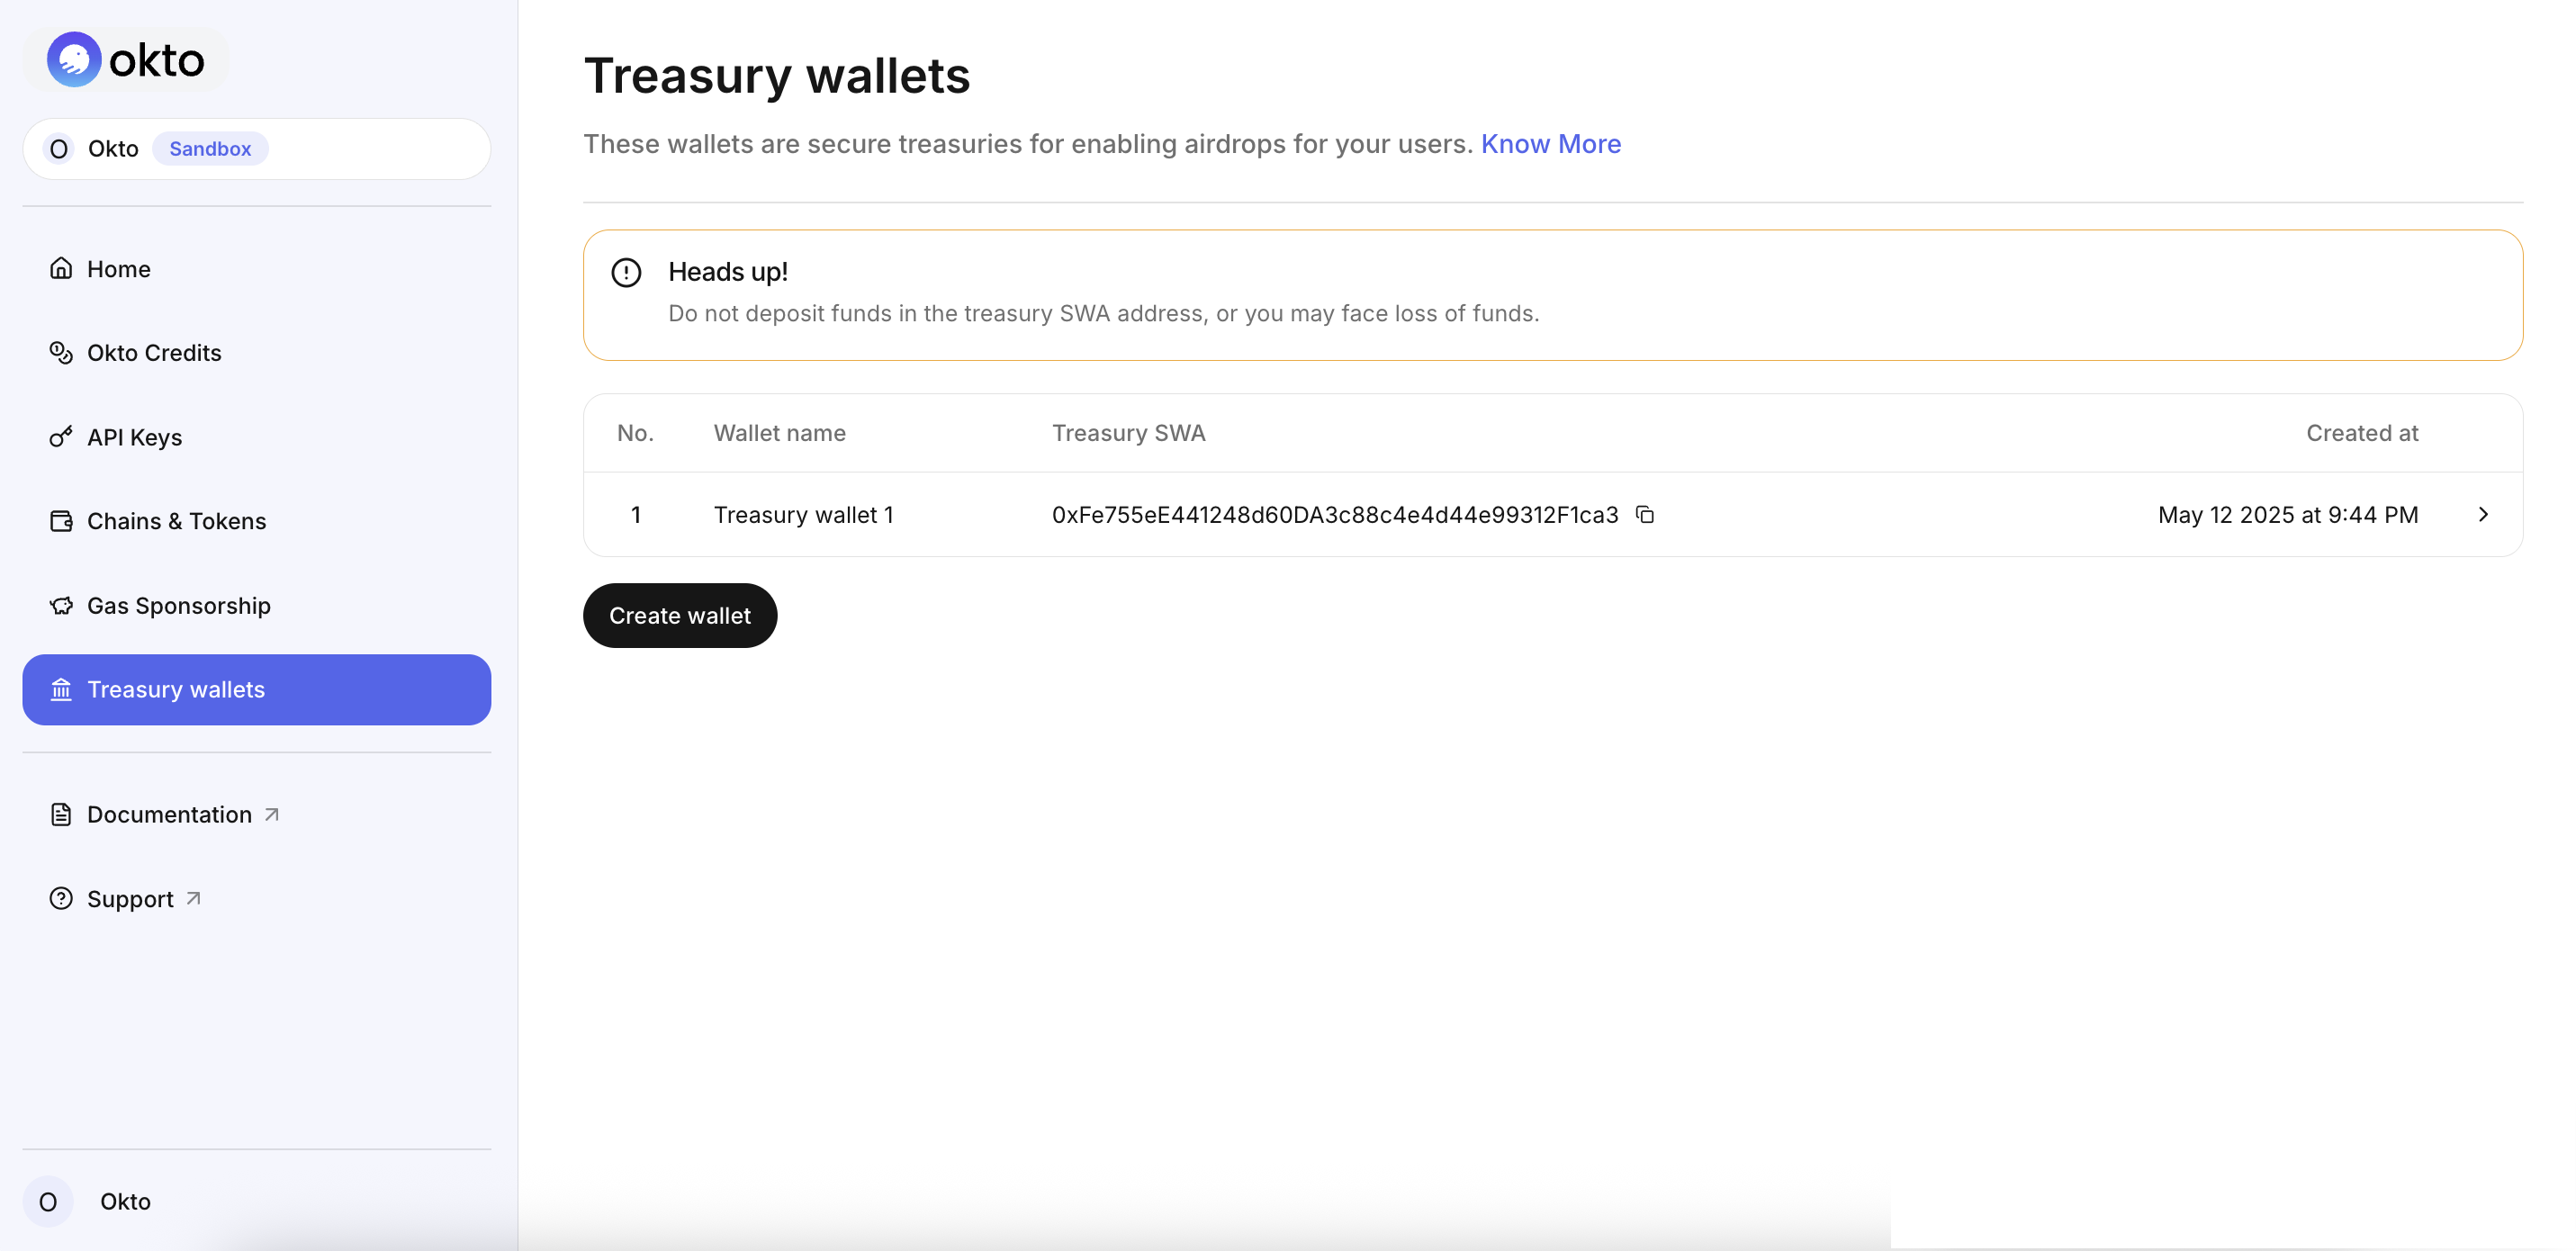 okto
O Okto Sandbox
Home
Okto Credits
API Keys
Chains & Tokens
Gas Sponsorship
Treasury wallets
Documentation
Support
O Okto
Treasury wallets
These wallets are secure treasuries for enabling airdrops for your users. Know More
Heads up!
Do not deposit funds in the treasury SWA address, or you may face loss of funds.
No. Wallet name Treasury SWA Created at
1 Treasury wallet 1 0xFe755eE441248d60DA3c88c4e4d44e99312F1ca3 May 12 2025 at 9:44 PM
Create wallet